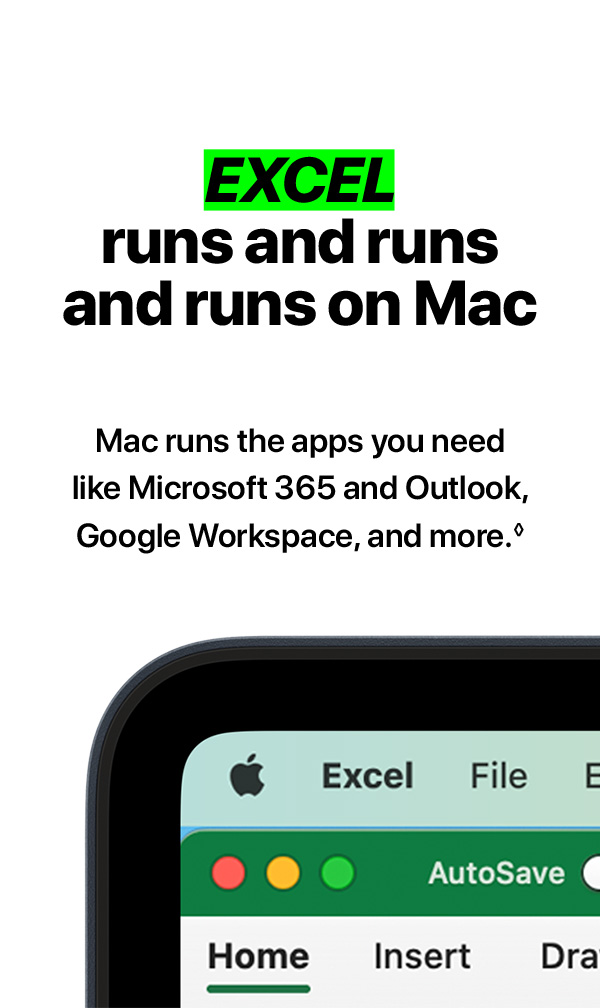 EXCEL
runs and runs
and runs on Mac
Mac runs the apps you need
like Microsoft 365 and Outlook,
Google Workspace, and more.◊
Excel File
AutoSave
Home Insert